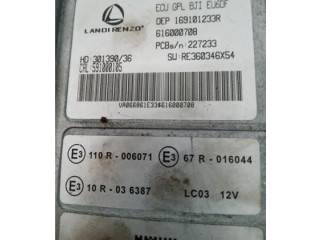 ECU GPL BJI EU6DF
LANDIRENZO®
DEP 169101233R
616000708
PCBs/n: 227233
HD 301390/36
SW: RE360346X54
CAL 591000105
E3 110 R - 006071
E3 67 R - 016044
E3 10 R - 03 6387
LC03 12V